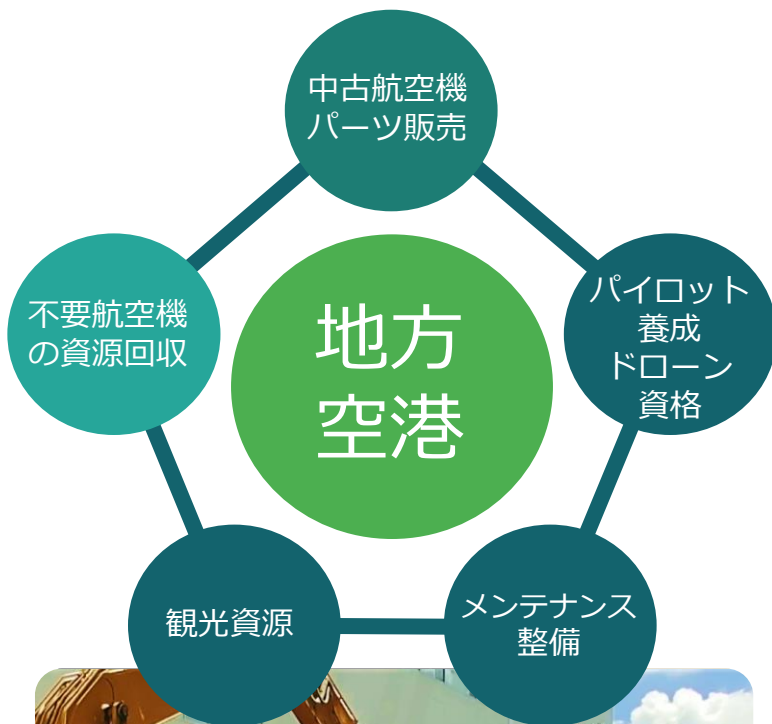 中古航空機
パーツ販売
不要航空機
の資源回収
地方
空港
パイロット
養成
ドローン
資格
観光資源
メンテナンス
整備